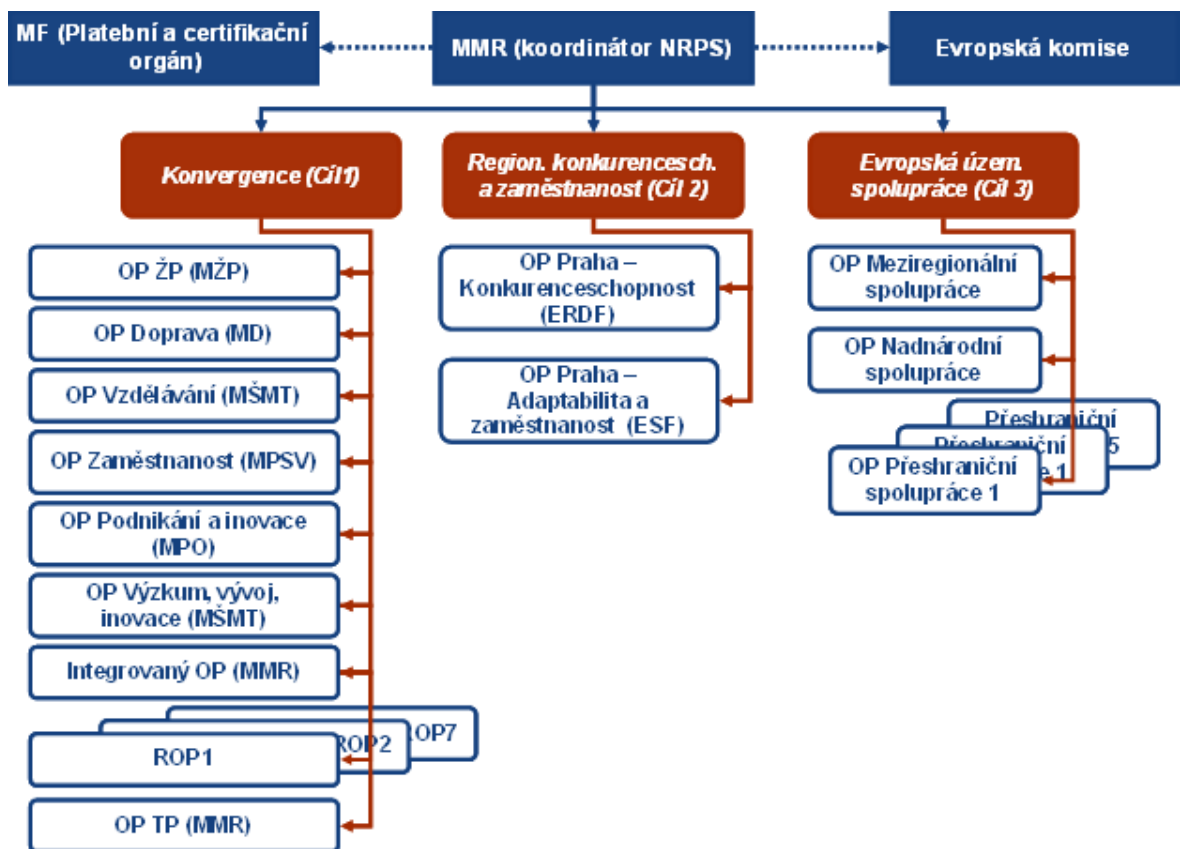 MF (Platební a certifikační
orgán)
MMR (koordinátor NRPS)
Evropská komise
Konvergence (Cíl1)
Region. konkurencesch.
a zaměstnanost (Cíl 2)
Evropská územ.
spolupráce (Cíl 3)
OP ŽP (MŽP)
OP Doprava (MD)
OP Vzdělávání (MŠMT)
OP Zaměstnanost (MPSV)
OP Podnikání a inovace
(MPO)
OP Výzkum, vývoj,
inovace (MŠMT)
Integrovaný OP (MMR)
ROP1
ROP2
ROP7
OP TP (MMR)
OP Praha –
Konkurenceschopnost
(ERDF)
OP Praha –
Adaptabilita a
zaměstnanost (ESF)
OP Meziregionální
spolupráce
OP Nadnárodní
spolupráce
Přeshraniční
5
Přeshraniční
e 1
OP Přeshraniční
spolupráce 1